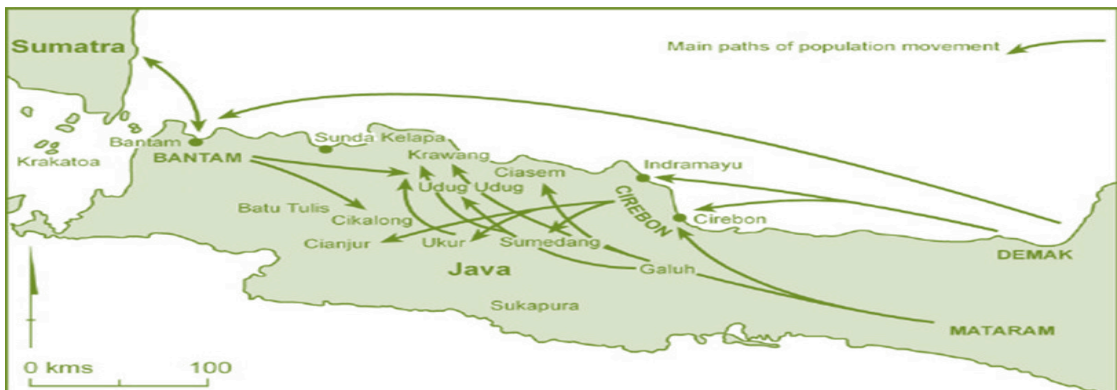 Sumatra
Main paths of population movement
Krakatoa
Bantam
BANTAM
Sunda Kelapa
Krawang
Ciasem
Indramayu
Udug Udug
Batu Tulis
Cikalong
CIREBON
Cirebon
Cianjur
Ukur
Sumedang
DEMAK
Java
Galuh
Sukapura
MATARAM
0 kms 100